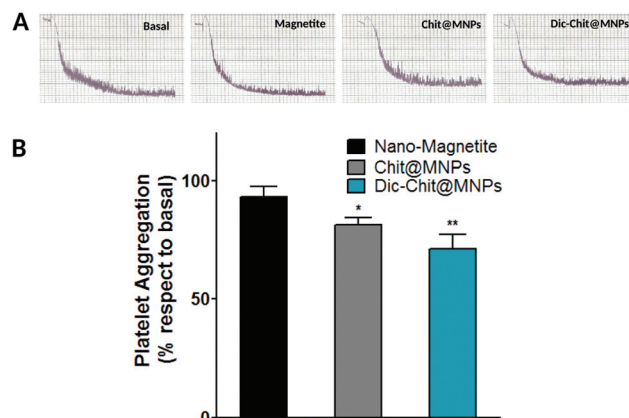 A
Basal
Magnetite
Chit@MNPs
Dic-Chit@MNPs
B
Nano-Magnetite
Chit@MNPs
Dic-Chit@MNPs
Platelet Aggregation
(% respect to basal)
100
50
0
*
**